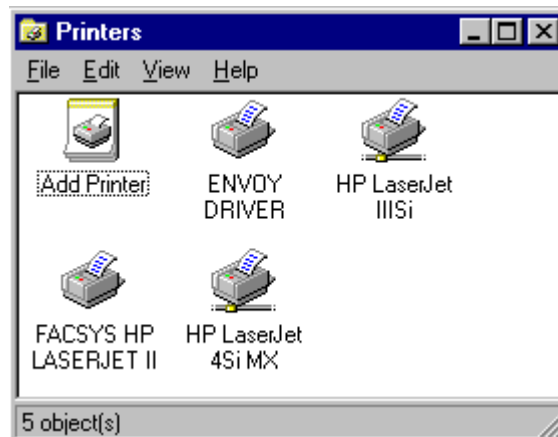 Printers
File Edit View Help
Add Printer
ENVOY
DRIVER
HP LaserJet
IIISi
FACSYS HP
LASERJET II
HP LaserJet
4Si MX
5 object(s)